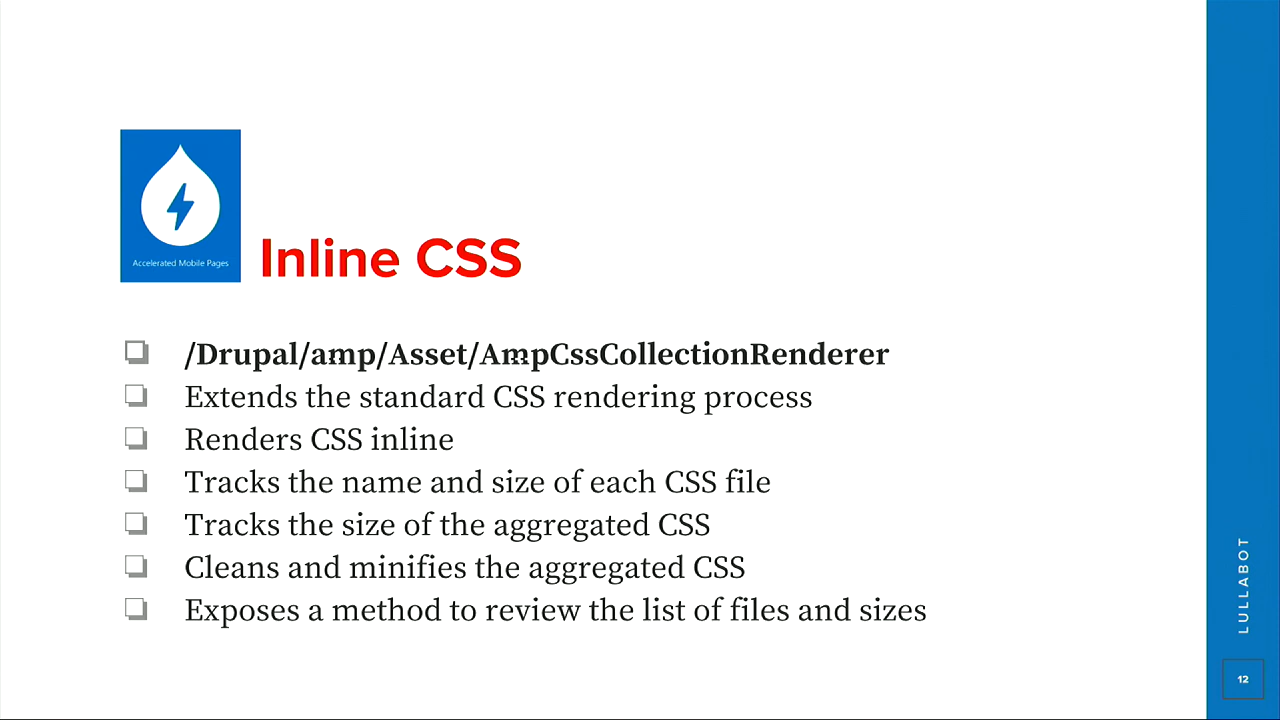 Accelerated Mobile Pages
Inline CSS
/Drupal/amp/Asset/AmpCssCollectionRenderer
Extends the standard CSS rendering process
Renders CSS inline
Tracks the name and size of each CSS file
Tracks the size of the aggregated CSS
Cleans and minifies the aggregated CSS
Exposes a method to review the list of files and sizes
LULLABOT
12